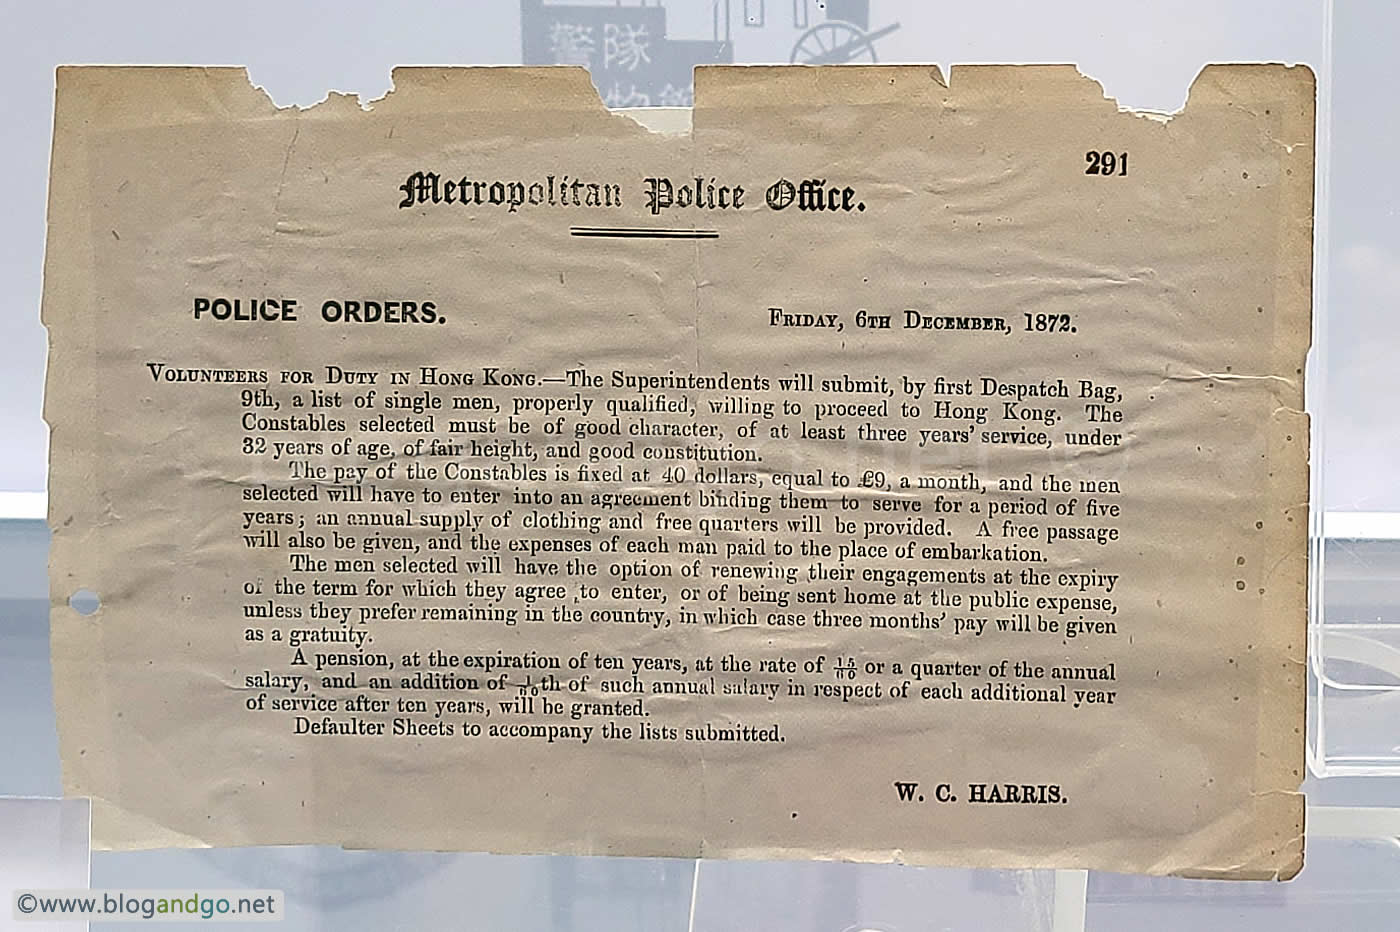 警隊
291
Metropolitan Police Office.
POLICE ORDERS.
FRIDAY, 6TH DECEMBER, 1872.
VOLUNTEERS FOR DUTY IN HONG KONG.—The Superintendents will submit, by first Despatch Bag,
9th, a list of single men, properly qualified, willing to proceed to Hong Kong. The
Constables selected must be of good character, of at least three years' service, under
32 years of age, of fair height, and good constitution.
The pay of the Constables is fixed at 40 dollars, equal to £9, a month, and the men
selected will have to enter into an agreement binding them to serve for a period of five
years; an annual supply of clothing and free quarters will be provided. A free passage
will also be given, and the expenses of each man paid to the place of embarkation.
The men selected will have the option of renewing their engagements at the expiry
of the term for which they agree to enter, or of being sent home at the public expense,
unless they prefer remaining in the country, in which case three months' pay will be given
as a gratuity.
A pension, at the expiration of ten years, at the rate of 15/60 or a quarter of the annual
salary, and an addition of 1/60th of such annual salary in respect of each additional year
of service after ten years, will be granted.
Defaulter Sheets to accompany the lists submitted.
W. C. HARRIS.
©www.blogandgo.net